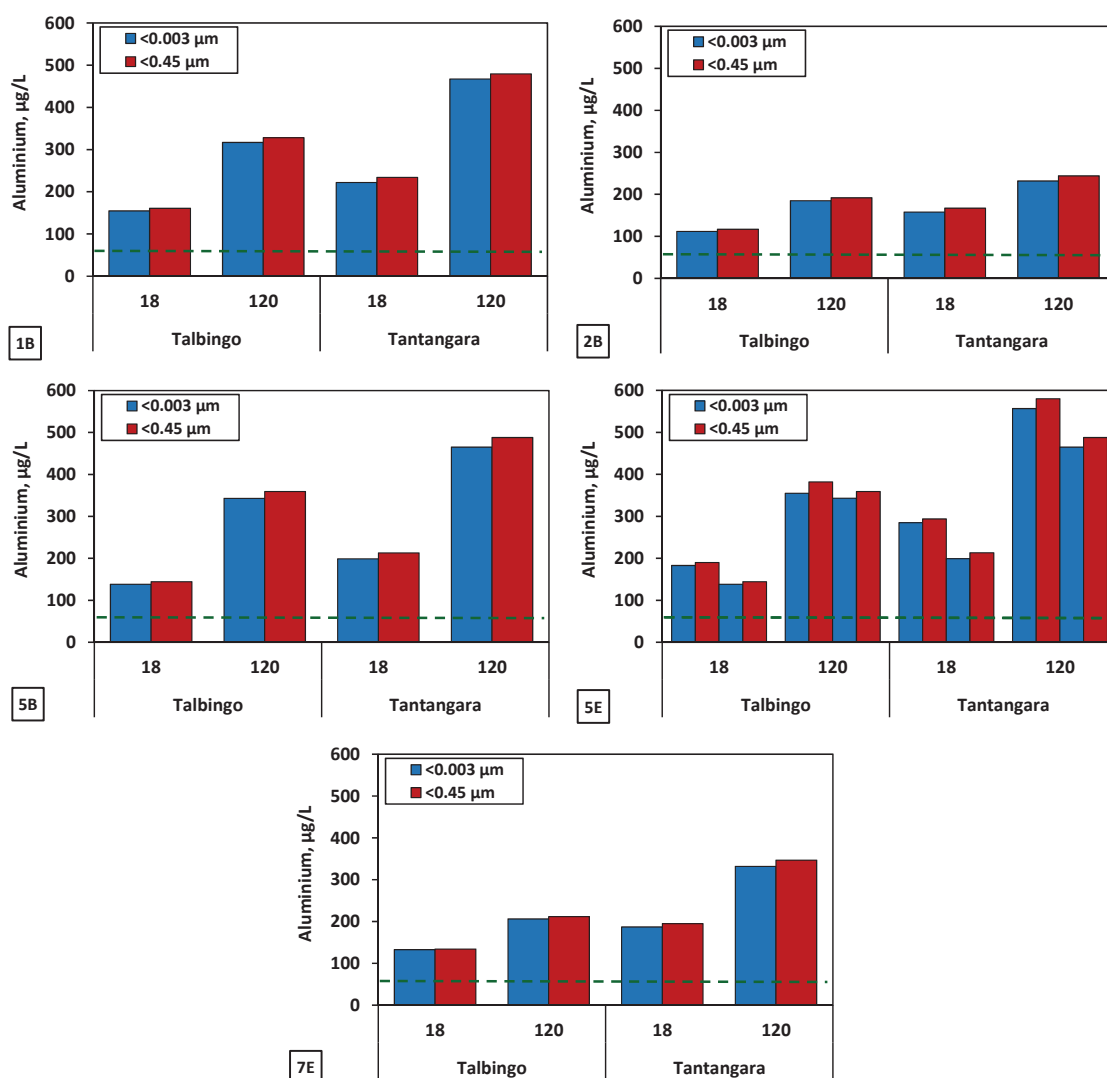 Aluminium, µg/L
600
500
400
300
200
100
0
<0.003 µm
<0.45 µm
18
120
18
120
Talbingo
Tantangara
1B
Aluminium, µg/L
600
500
400
300
200
100
0
<0.003 µm
<0.45 µm
18
120
18
120
Talbingo
Tantangara
2B
Aluminium, µg/L
600
500
400
300
200
100
0
<0.003 µm
<0.45 µm
18
120
18
120
Talbingo
Tantangara
5B
Aluminium, µg/L
600
500
400
300
200
100
0
<0.003 µm
<0.45 µm
18
120
18
120
Talbingo
Tantangara
5E
Aluminium, µg/L
600
500
400
300
200
100
0
<0.003 µm
<0.45 µm
18
120
18
120
Talbingo
Tantangara
7E